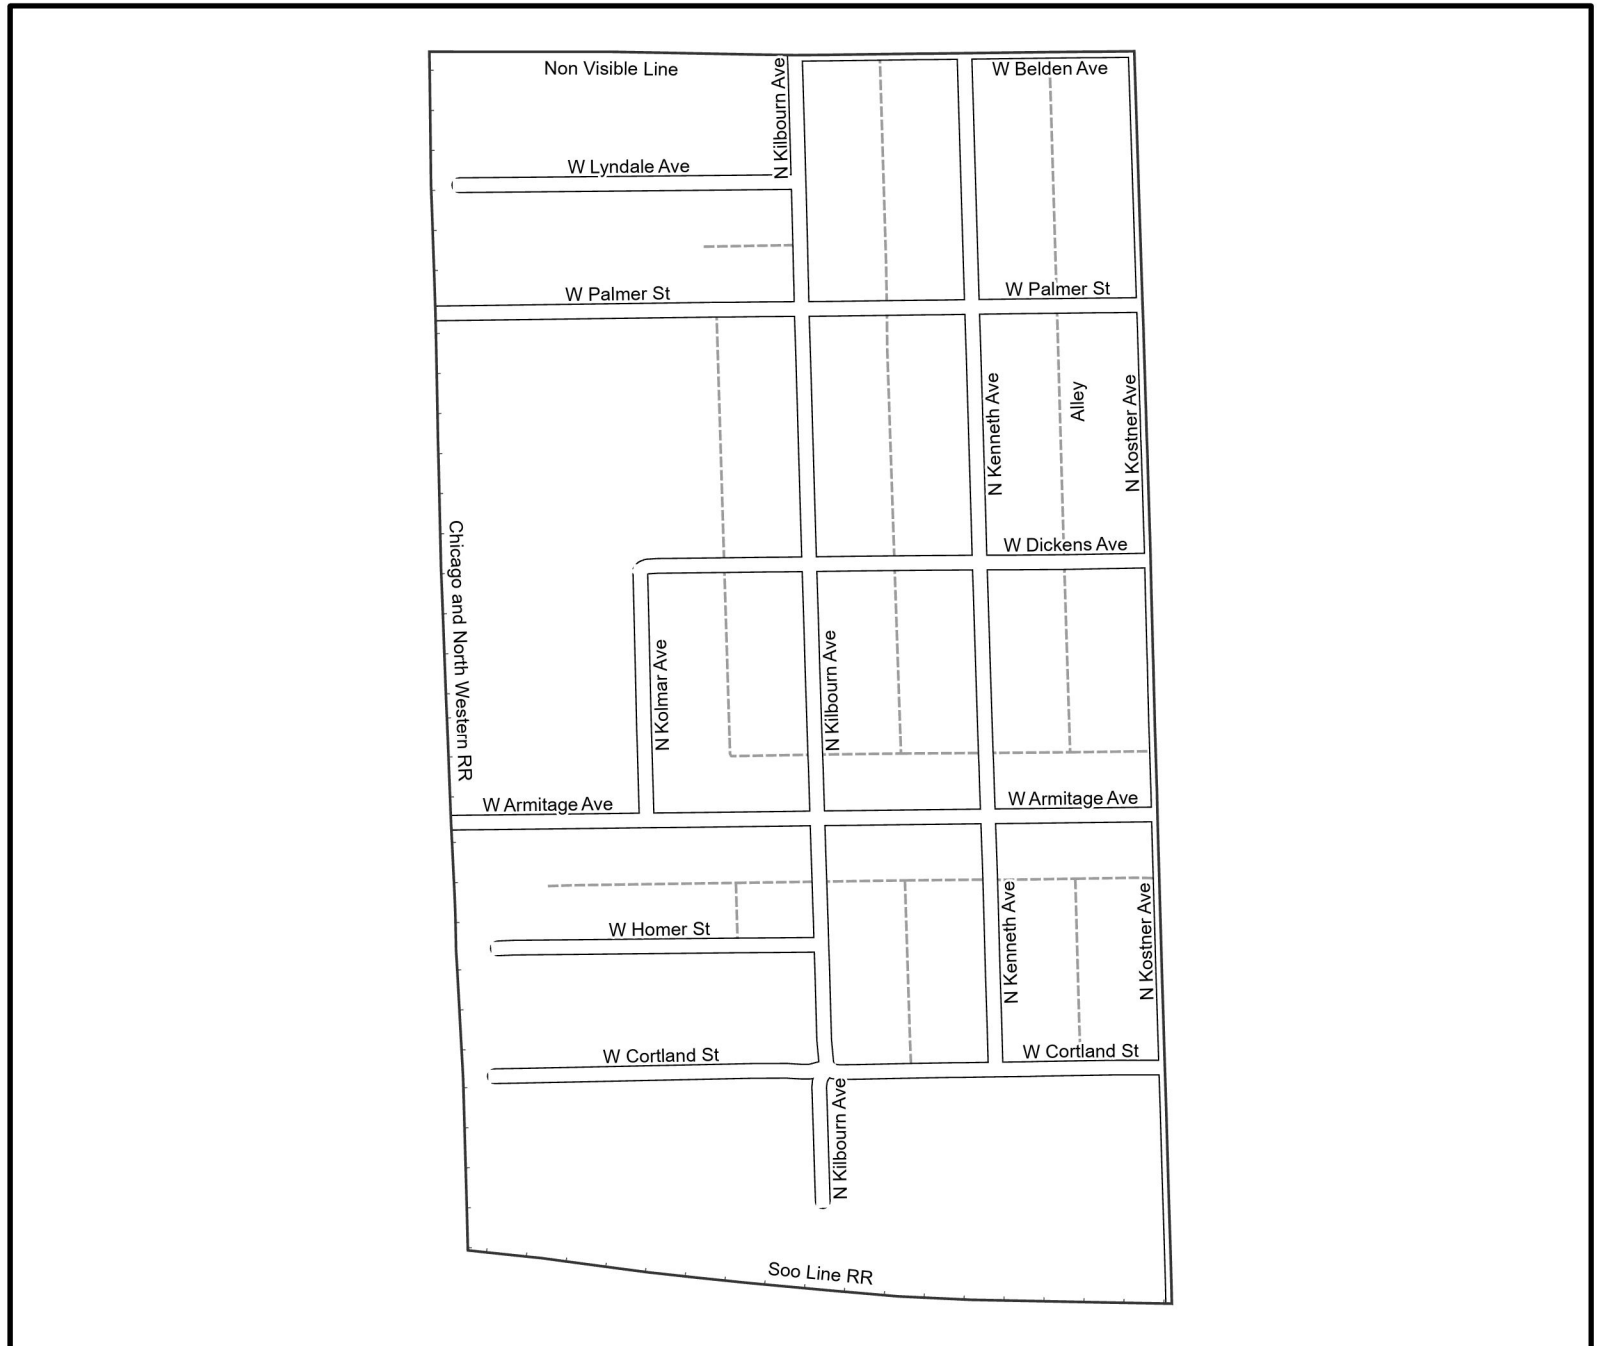 Non Visible Line
N Kilbourn Ave
W Belden Ave
W Lyndale Ave
W Palmer St
W Palmer St
N Kenneth Ave
Alley
N Kostner Ave
Chicago and North Western RR
W Dickens Ave
N Kolmar Ave
N Kilbourn Ave
W Armitage Ave
W Armitage Ave
W Homer St
N Kenneth Ave
N Kostner Ave
W Cortland St
W Cortland St
N Kilbourn Ave
Soo Line RR